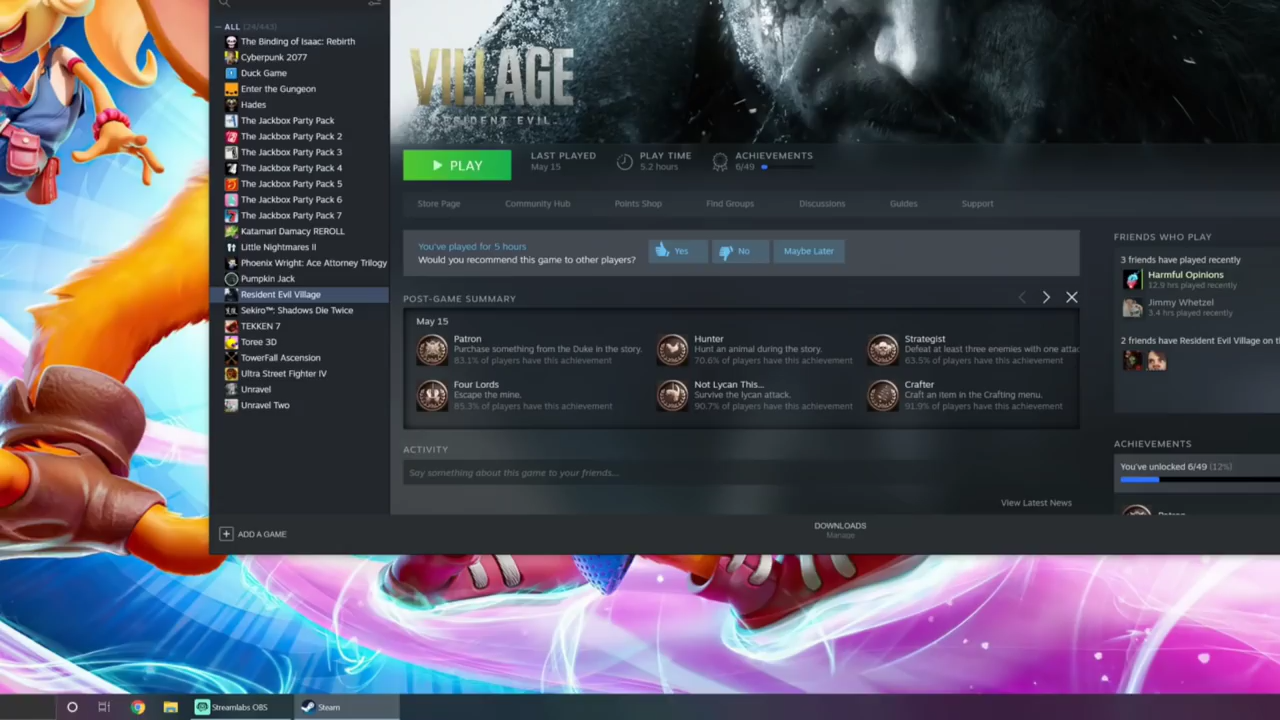 ALL (24/445)
The Binding of Isaac: Rebirth
Cyberpunk 2077
Duck Game
Enter the Gungeon
Hades
The Jackbox Party Pack
The Jackbox Party Pack 2
The Jackbox Party Pack 3
The Jackbox Party Pack 4
The Jackbox Party Pack 5
The Jackbox Party Pack 6
The Jackbox Party Pack 7
Katamari Damacy REROLL
Little Nightmares II
Phoenix Wright: Ace Attorney Trilogy
Pumpkin Jack
Resident Evil Village
Sekiro™: Shadows Die Twice
TEKKEN 7
Toree 3D
TowerFall Ascension
Ultra Street Fighter IV
Unravel
Unravel Two
ADD A GAME
VILLAGE
RESIDENT EVIL
PLAY
LAST PLAYED
May 15
PLAY TIME
5.2 hours
ACHIEVEMENTS
6/49
Store Page Community Hub Points Shop Find Groups Discussions Guides Support
You've played for 5 hours
Would you recommend this game to other players?
Yes
No
Maybe Later
POST-GAME SUMMARY
May 15
Patron
Purchase something from the Duke in the story.
83.1% of players have this achievement
Hunter
Hunt an animal during the story.
70.6% of players have this achievement
Strategist
Defeat at least three enemies with one attac
63.5% of players have this achievement
Four Lords
Escape the mine.
85.3% of players have this achievement
Not Lycan This...
Survive the lycan attack.
90.7% of players have this achievement
Crafter
Craft an item in the Crafting menu.
91.9% of players have this achievement
ACTIVITY
Say something about this game to your friends...
View Latest News
FRIENDS WHO PLAY
3 friends have played recently
Harmful Opinions
12.9 hrs played recently
Jimmy Whetzel
3.4 hrs played recently
2 friends have Resident Evil Village on t
ACHIEVEMENTS
You've unlocked 6/49 (12%)
Patron
DOWNLOADS
Manage
Streamlabs OBS
Steam